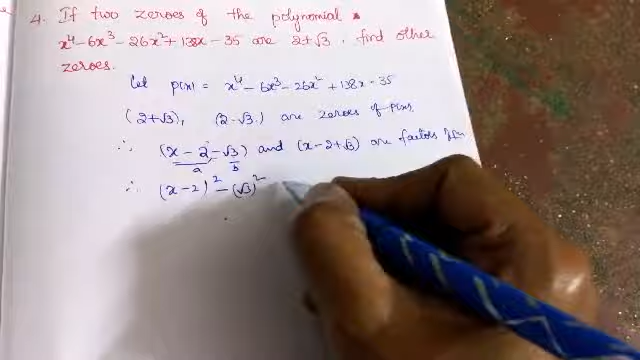 4. If two zeroes of the polynomial
x⁴ - 6x³ - 26x² + 138x - 35 are 2+√3. find other
zeroes.
Let p(x) = x⁴ - 6x³ - 26x² + 138x - 35
(2+√3), (2-√3) are zeroes of p(x).
∴ (x - 2 - √3) and (x - 2 + √3) are factors
a b
∴ (x-2)² - (√3)²